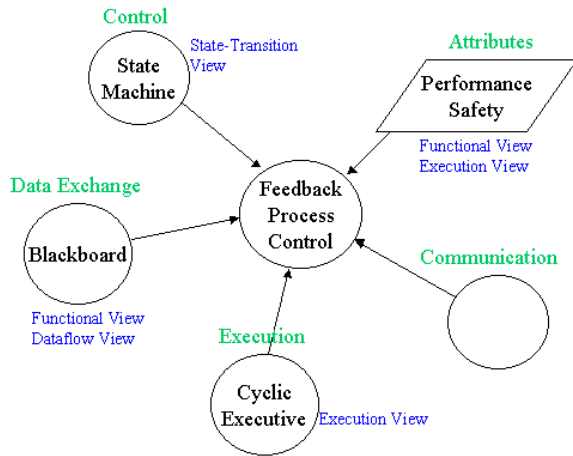 Control
State-Transition
View
State
Machine
Attributes
Performance
Safety
Functional View
Execution View
Data Exchange
Blackboard
Functional View
Dataflow View
Feedback
Process
Control
Communication
Execution
Cyclic
Executive
Execution View